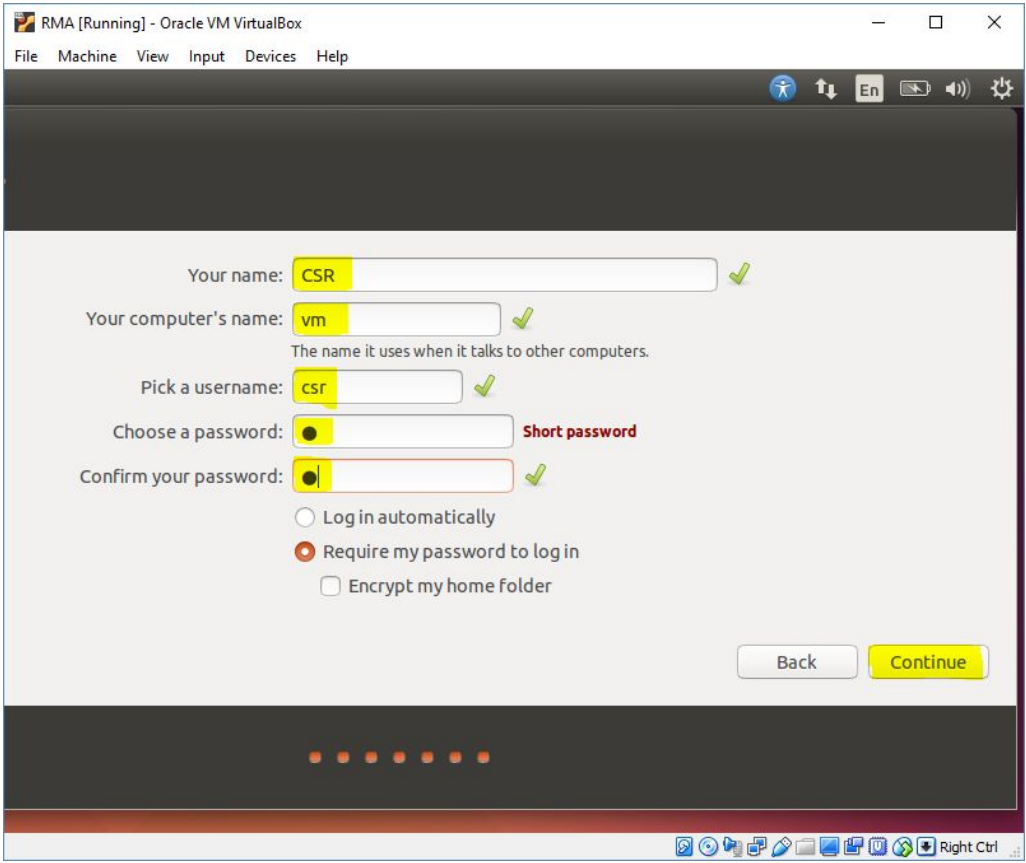 RMA [Running] - Oracle VM VirtualBox
File Machine View Input Devices Help
En
Your name: CSR
Your computer's name: vm
The name it uses when it talks to other computers.
Pick a username: csr
Choose a password: ● Short password
Confirm your password: ●
Log in automatically
Require my password to log in
Encrypt my home folder
Back Continue
Right Ctrl